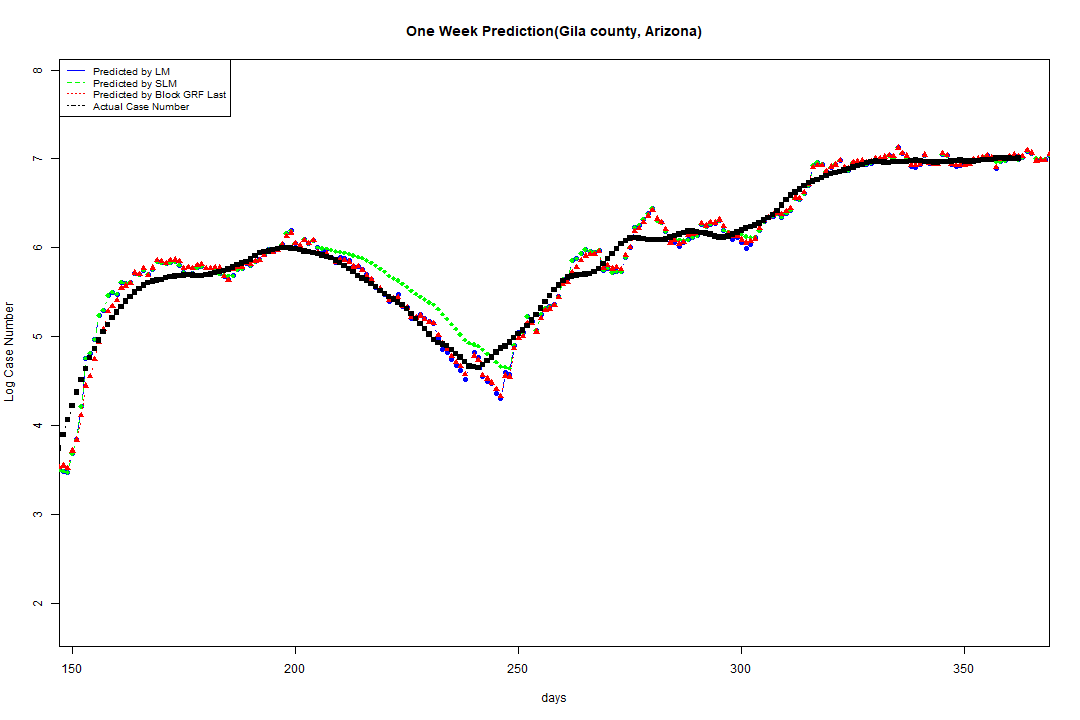 One Week Prediction(Gila county, Arizona)
Predicted by LM
Predicted by SLM
Predicted by Block GRF Last
Actual Case Number
8
7
6
5
4
3
2
Log Case Number
150 200 250 300 350
days